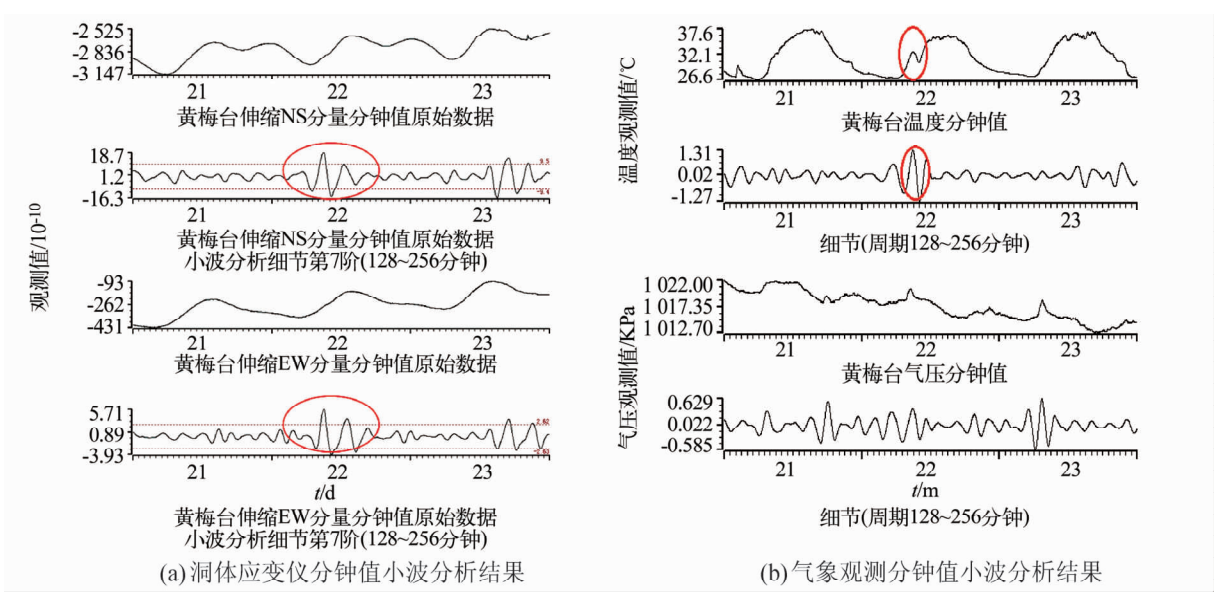 -2 525
-2 836
-3 147
21 22 23
黄梅台伸缩NS分量分钟值原始数据
18.7
1.2
-16.3
9.5
21 22 23
黄梅台伸缩NS分量分钟值原始数据
小波分析细节第7阶(128~256分钟)
观测值/10-10
-93
-262
-431
21 22 23
黄梅台伸缩EW分量分钟值原始数据
5.71
0.89
-3.93
21 22 23
t/d
黄梅台伸缩EW分量分钟值原始数据
小波分析细节第7阶(128~256分钟)
(a)洞体应变仪分钟值小波分析结果
37.6
32.1
26.6
21 22 23
黄梅台温度分钟值
温度观测值/℃
1.31
0.02
-1.27
21 22 23
细节(周期128~256分钟)
1 022.00
1 017.35
1 012.70
21 22 23
黄梅台气压分钟值
气压观测值/KPa
0.629
0.022
-0.585
21 22 23
t/m
细节(周期128~256分钟)
(b)气象观测分钟值小波分析结果